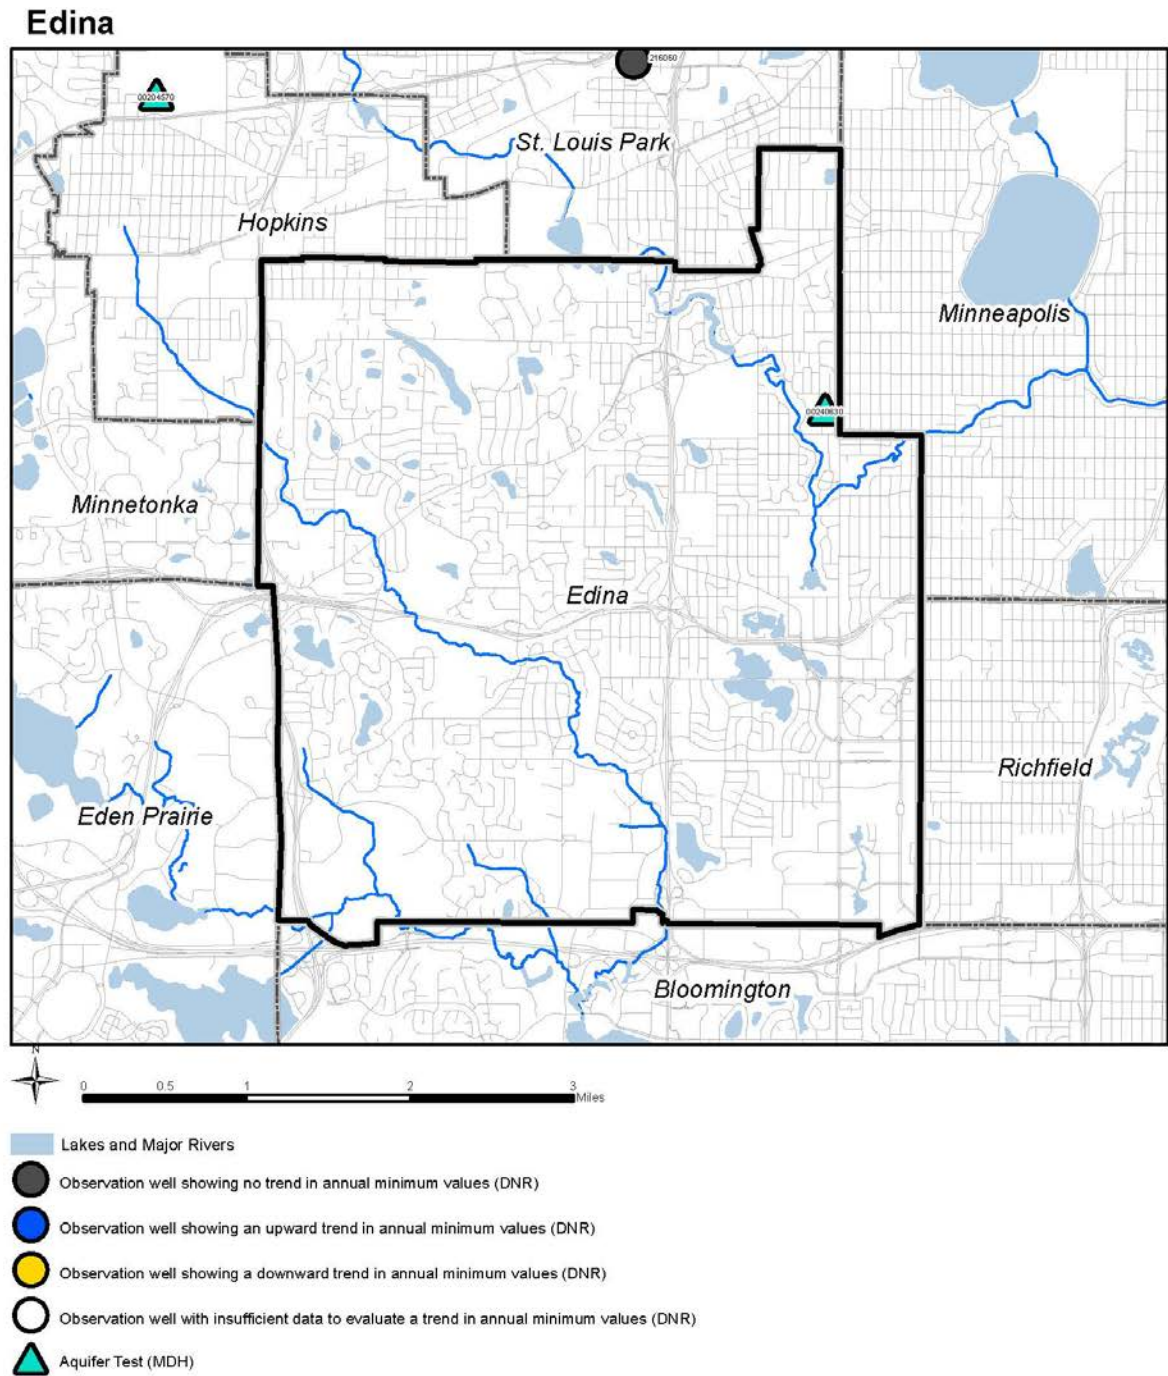 Edina
216060
00204570
St. Louis Park
Hopkins
Minneapolis
00240630
Minnetonka
Edina
Richfield
Eden Prairie
Bloomington
N
0 0.5 1 2 3
Miles
Lakes and Major Rivers
Observation well showing no trend in annual minimum values (DNR)
Observation well showing an upward trend in annual minimum values (DNR)
Observation well showing a downward trend in annual minimum values (DNR)
Observation well with insufficient data to evaluate a trend in annual minimum values (DNR)
Aquifer Test (MDH)